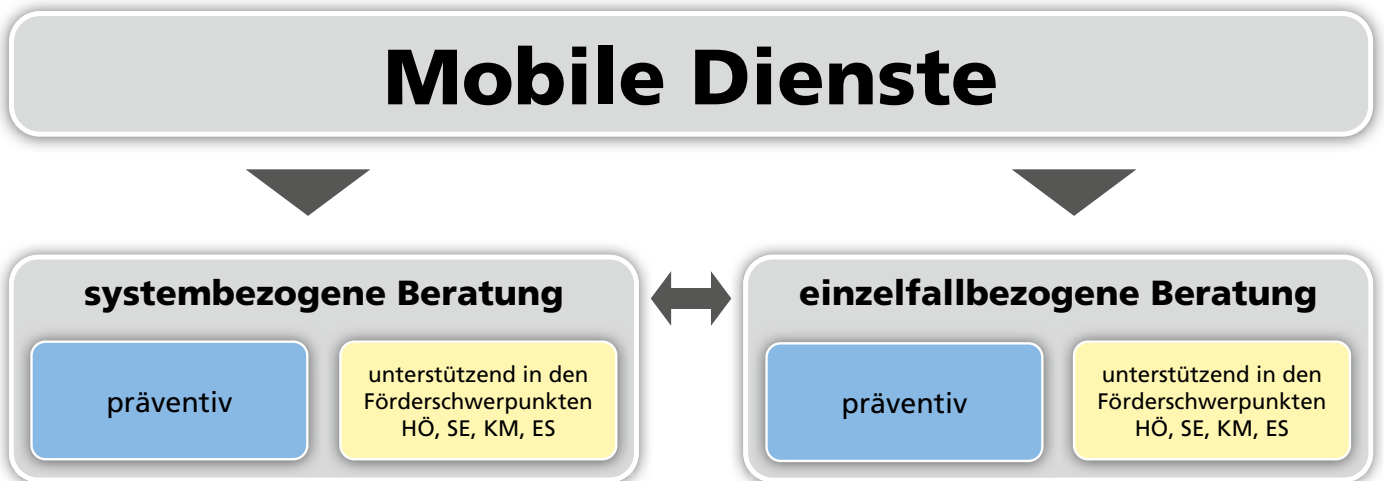 Mobile Dienste
systembezogene Beratung
präventiv
unterstützend in den
Förderschwerpunkten
HÖ, SE, KM, ES
einzelfallbezogene Beratung
präventiv
unterstützend in den
Förderschwerpunkten
HÖ, SE, KM, ES